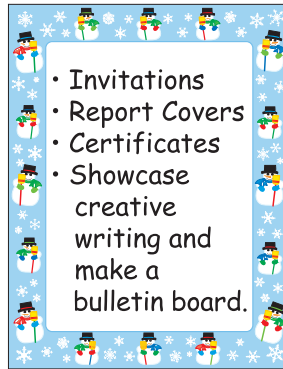 · Invitations
· Report Covers
· Certificates
· Showcase
creative
writing and
make a
bulletin board.